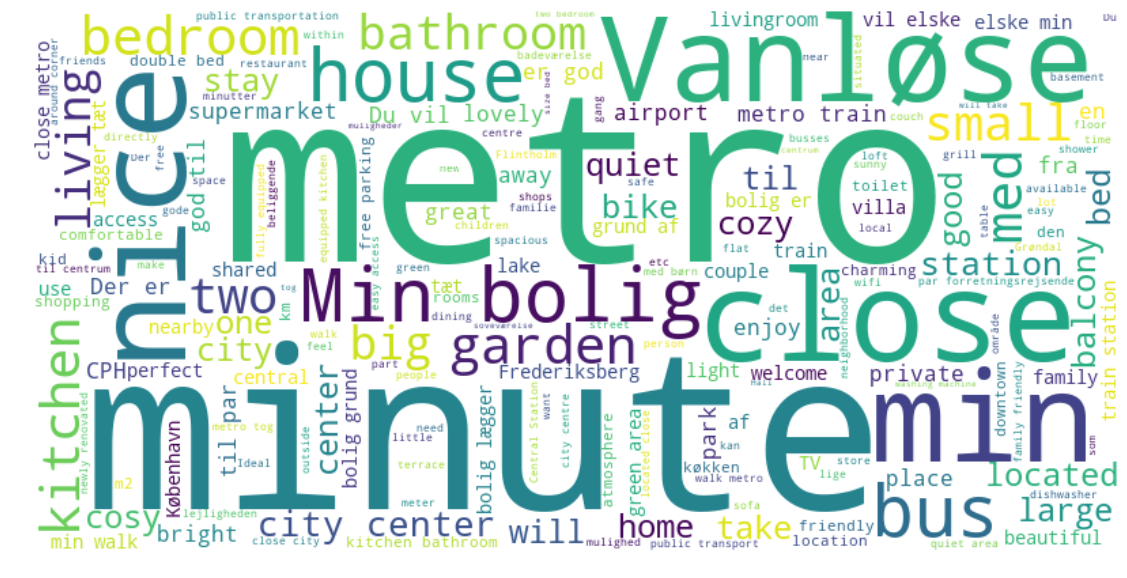 public transportation
two bedroom
livingroom
vil elske
elske min
Du
bedroom
bathroom
Vanløse
friends
within
restaurant
badeværelse
near
situated
basement
close metro
around corner
double bed
stay
house
er god
size bed
minutter
supermarket
Du vil
lovely
gang
airport
metro train
couch
small
will take
en
floor
time
living
lægger tæt
directly
nice
muligheder
centre
busses
centrum
shower
Der
free
god til
metro
Flintholm
new
quiet
safe
loft
sunny
grill
fra
space
beliggende
fully equipped
equipped kitchen
free parking
away
shops
familie
til
toilet
good
med
available
lot
bed
access
gode
great
children
grund af
bike
bolig er
villa
local
table
easy
den
comfortable
spacious
cozy
flat
train
Grøndal
kid
til centrum
make
shared
green
lake
etc
med børn
couple
charming
station
use
Der er
two
tog
km
easy access
Min bolig
tæt
rooms
close
area
wifi
par forretningsrejsende
shopping
nearby
one
dining
soveværelse
street
enjoy
det
neighborhood
balcony
område
city
walk
feel
big
garden
person
train station
kitchen
CPHperfect
central
part
people
Frederiksberg
light
welcome
private
family
Mall
washing machine
minute
min
downtown
family friendly
newly renovated
København
til par
metro tog
Ideal
outside
center
bolig grund
need
little
terrace
bolig lægger
Central Station
want
city centre
atmosphere
green area
located close
park
af
kan
køkken
walk metro
TV
lige
store
place
located
som
m2
lejligheden
meter
sofa
bus
dishwasher
cosy
bright
city center
will
home
take
friendly
location
large
min walk
close city
kitchen bathroom
mulighed
public transport
quiet area
beautiful